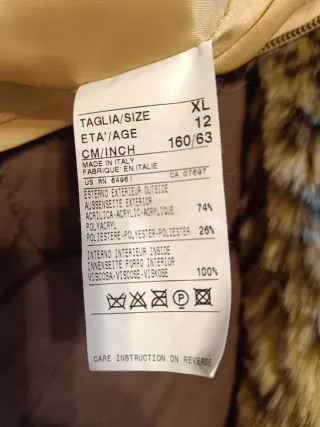 TAGLIA/SIZE XL
ETA'/AGE 12
CM/INCH 160/63
MADE IN ITALY
FABRIQUE' EN ITALIE
US RN 64961 CA 07697
ESTERNO EXTERIEUR OUTSIDE
AUSSENSEITE EXTERIOR
ACRILICA-ACRYLIC-ACRYLIQUE 74%
POLYACRYL
POLIESTERE-POLYESTER-POLIESTER 26%
INTERNO INTERIEUR INSIDE
INNENSEITE FORRO INTERIOR
VISCOSA-VISCOSE-VISKOSE 100%
P
CARE INSTRUCTION ON REVERSE